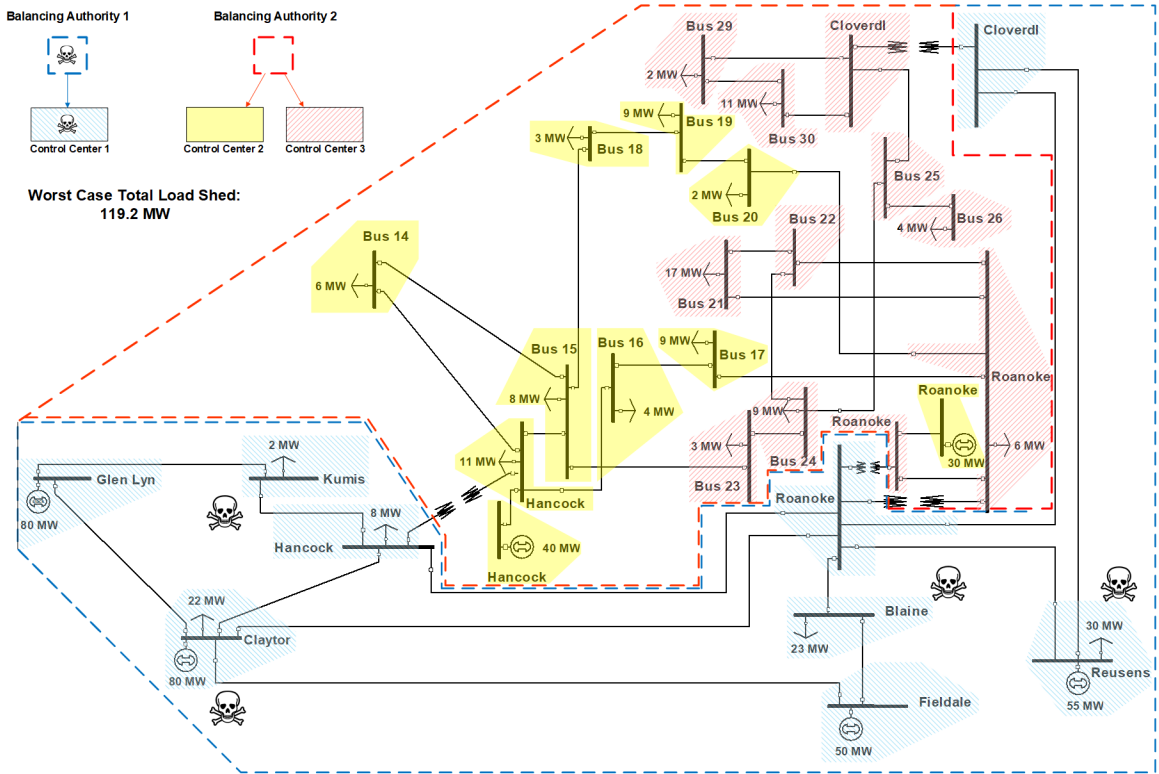 Balancing Authority 1
Balancing Authority 2
Control Center 1
Control Center 2
Control Center 3
Worst Case Total Load Shed:
119.2 MW
Bus 29
2 MW
Cloverdl
Cloverdl
11 MW
Bus 30
9 MW
Bus 19
3 MW
Bus 18
2 MW
Bus 20
Bus 25
Bus 26
4 MW
Bus 22
17 MW
Bus 21
Bus 14
6 MW
Bus 15
8 MW
Bus 16
4 MW
9 MW
Bus 17
Roanoke
Roanoke
30 MW
6 MW
9 MW
3 MW
Bus 24
Bus 23
Roanoke
11 MW
Hancock
40 MW
Hancock
Roanoke
2 MW
Glen Lyn
Kumis
80 MW
8 MW
Hancock
22 MW
Claytor
80 MW
Blaine
23 MW
30 MW
Reusens
55 MW
Fieldale
50 MW